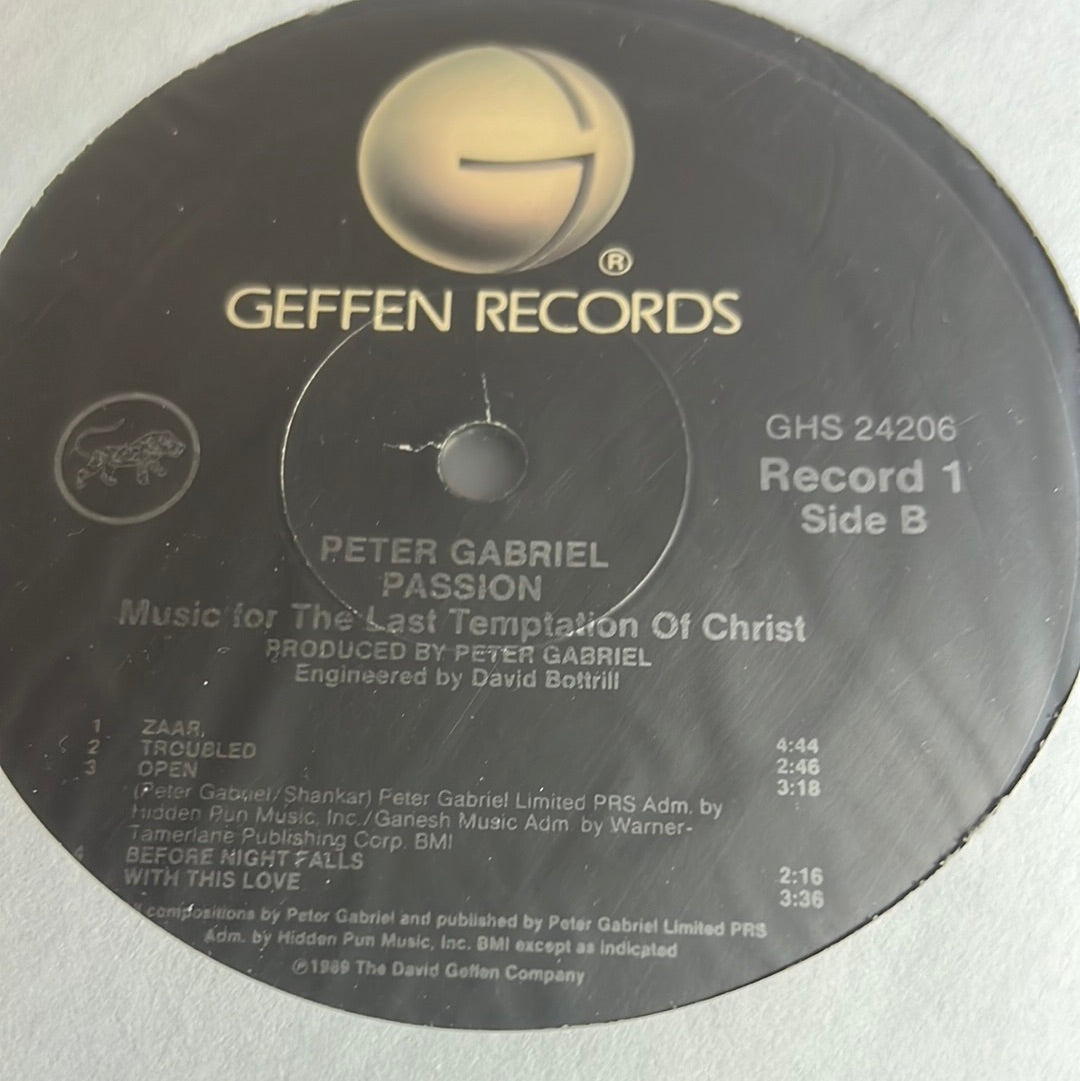 ®
GEFFEN RECORDS
GHS 24206
Record 1
Side B
PETER GABRIEL
PASSION
Music for The Last Temptation Of Christ
PRODUCED BY PETER GABRIEL
Engineered by David Bottrill
1 ZAAR, 4:44
2 TROUBLED 2:46
3 OPEN 3:18
(Peter Gabriel/Shankar) Peter Gabriel Limited PRS Adm. by
Hidden Pun Music, Inc./Ganesh Music Adm. by Warner-
Tamerlane Publishing Corp. BMI
4 BEFORE NIGHT FALLS 2:16
WITH THIS LOVE 3:36
compositions by Peter Gabriel and published by Peter Gabriel Limited PRS
Adm. by Hidden Pun Music, Inc. BMI except as indicated
℗1989 The David Geffen Company